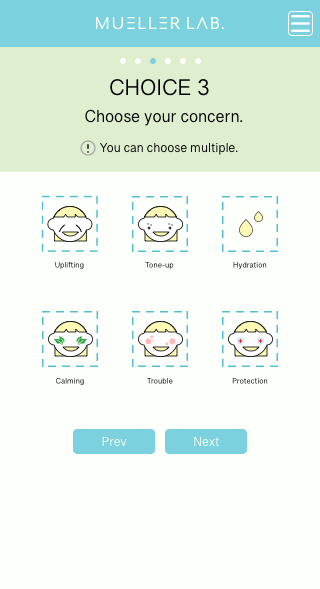 MUELLER LAB.
CHOICE 3
Choose your concern.
! You can choose multiple.
Uplifting
Tone-up
Hydration
Calming
Trouble
Protection
Prev
Next